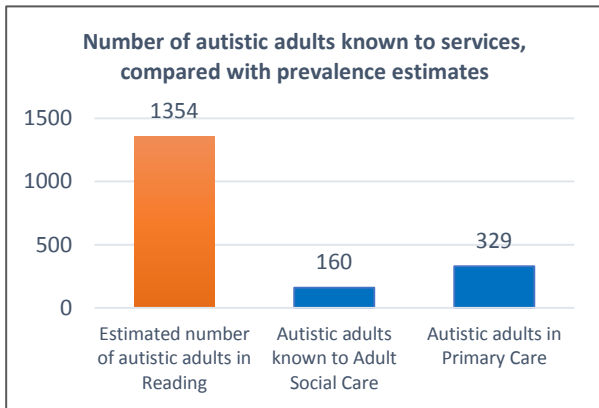 Number of autistic adults known to services,
compared with prevalence estimates
1500
1000
500
0
1354
160
329
Estimated number
of autistic adults in
Reading
Autistic adults
known to Adult
Social Care
Autistic adults in
Primary Care